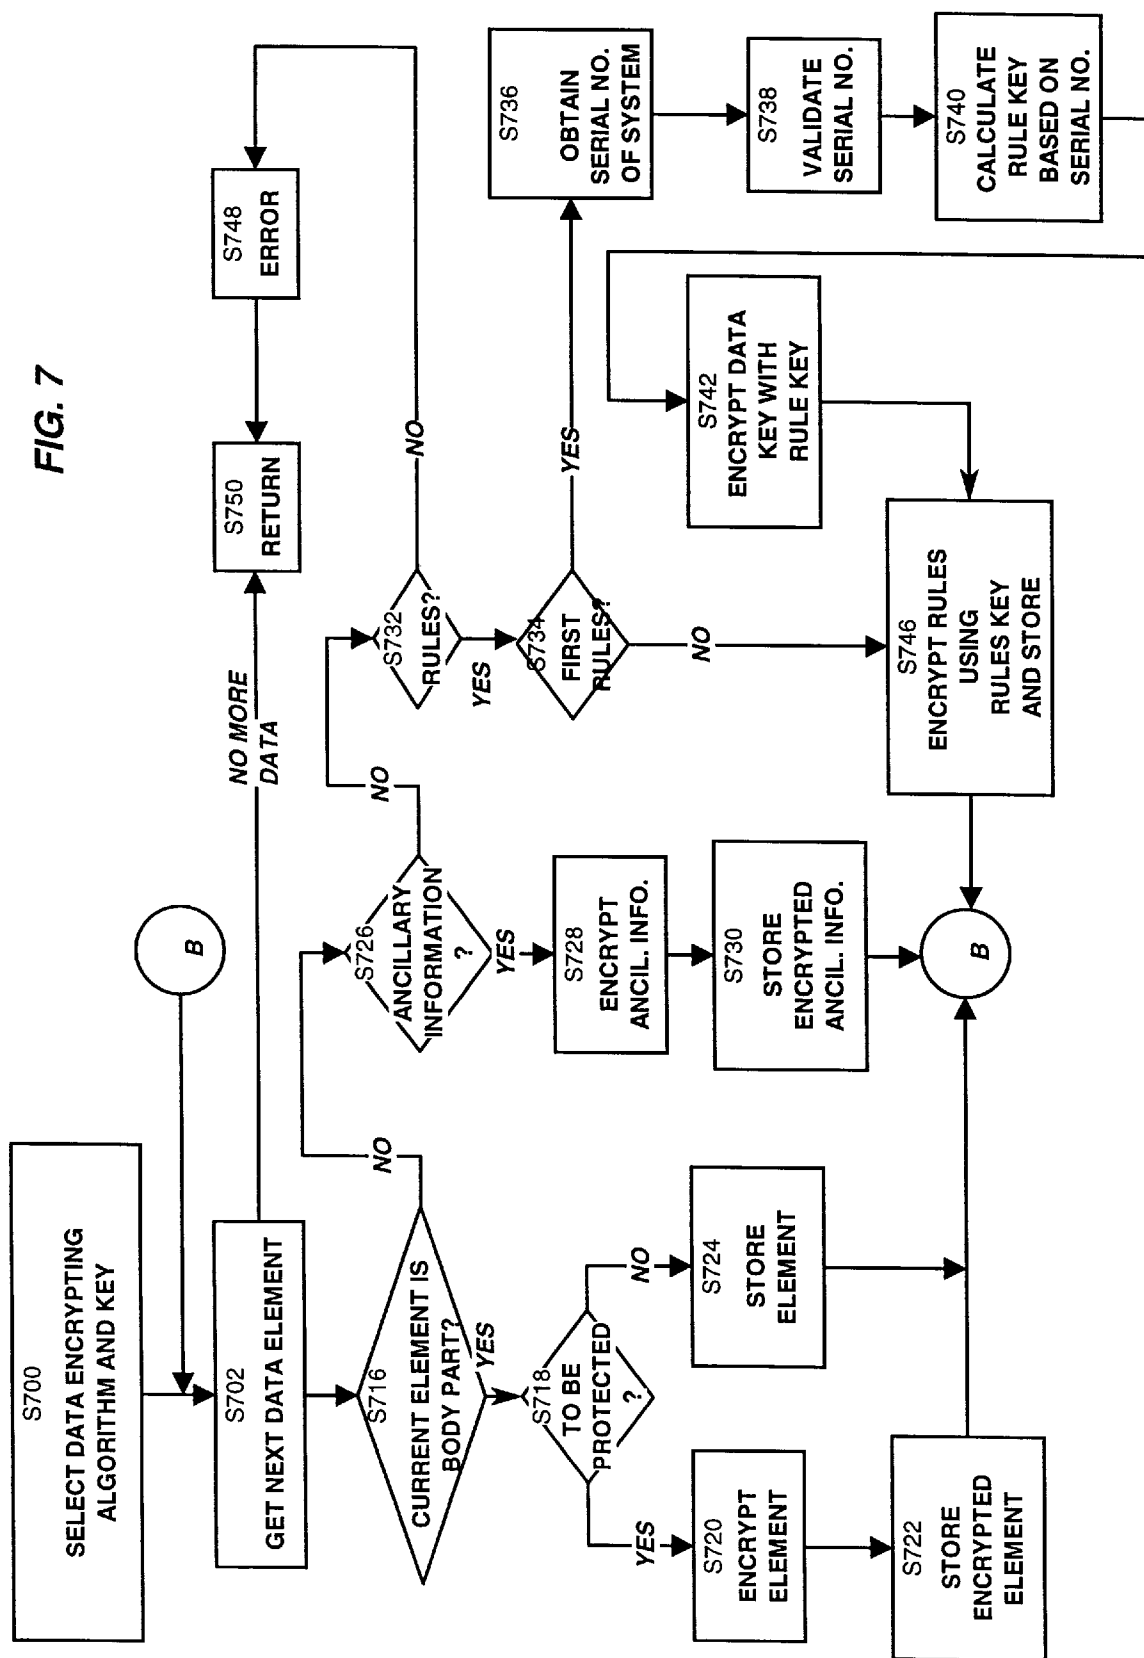 FIG. 7
S700
SELECT DATA ENCRYPTING
ALGORITHM AND KEY
B
S702
GET NEXT DATA ELEMENT
NO MORE
DATA
S750
RETURN
S748
ERROR
S716
CURRENT ELEMENT IS
BODY PART?
NO
YES
S726
ANCILLARY
INFORMATION
?
NO
YES
S732
RULES?
NO
YES
S718
TO BE
PROTECTED
?
YES
NO
S720
ENCRYPT
ELEMENT
S722
STORE
ENCRYPTED
ELEMENT
S724
STORE
ELEMENT
S728
ENCRYPT
ANCIL. INFO.
S730
STORE
ENCRYPTED
ANCIL. INFO.
S734
FIRST
RULES?
YES
NO
S736
OBTAIN
SERIAL NO.
OF SYSTEM
S738
VALIDATE
SERIAL NO.
S740
CALCULATE
RULE KEY
BASED ON
SERIAL NO.
S742
ENCRYPT DATA
KEY WITH
RULE KEY
S746
ENCRYPT RULES
USING
RULES KEY
AND STORE
B